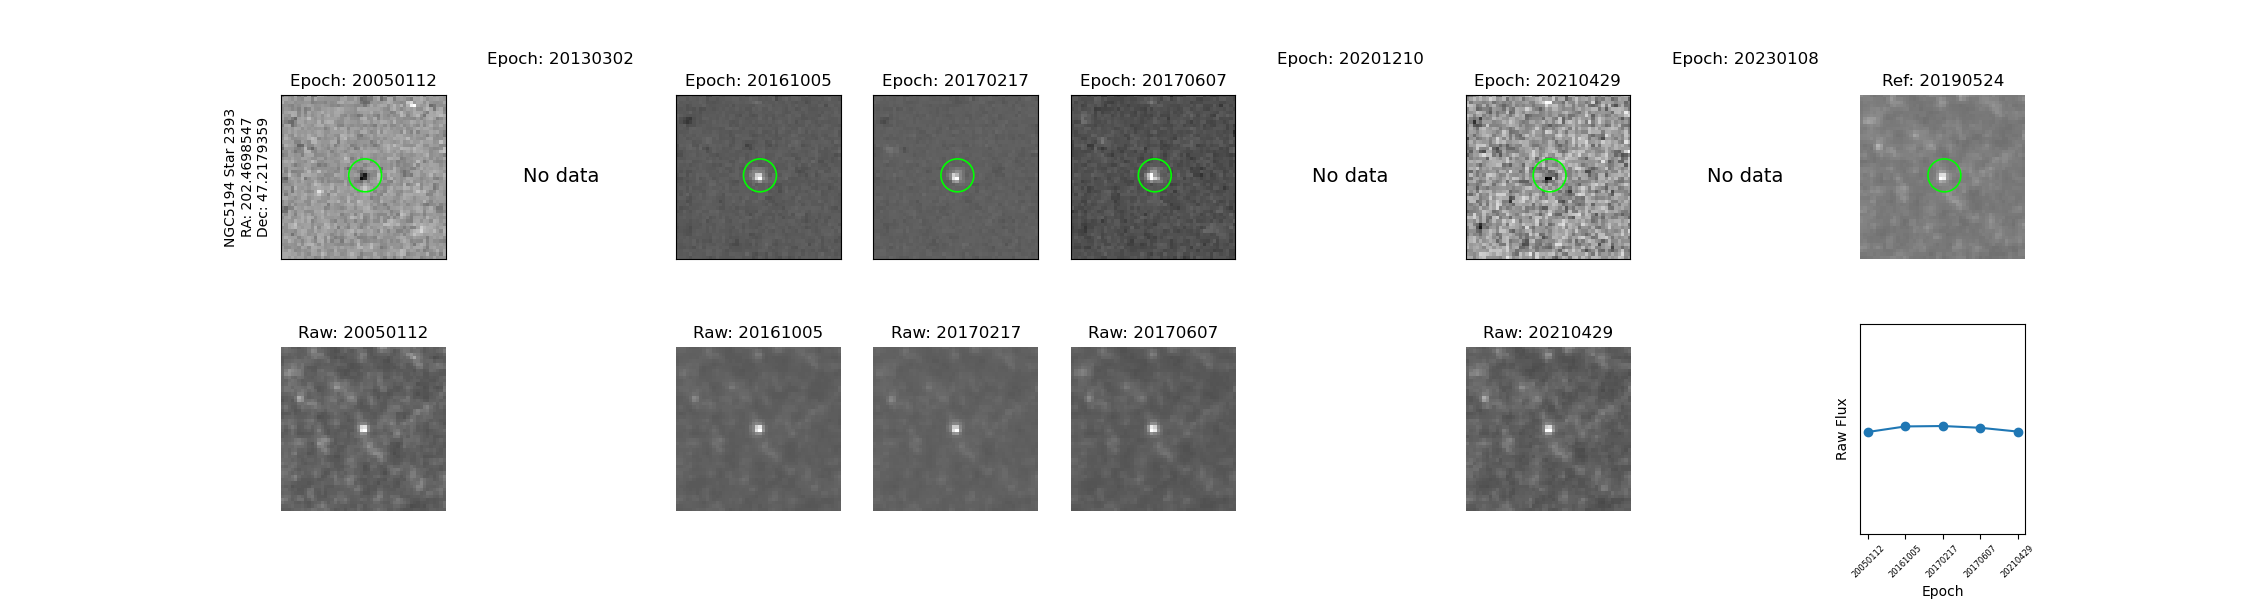 Epoch: 20130302
Epoch: 20201210
Epoch: 20230108
Epoch: 20050112
Epoch: 20161005
Epoch: 20170217
Epoch: 20170607
Epoch: 20210429
Ref: 20190524
NGC5194 Star 2393
RA: 202.4698547
Dec: 47.2179359
No data
No data
No data
Raw: 20050112
Raw: 20161005
Raw: 20170217
Raw: 20170607
Raw: 20210429
Raw Flux
20050112
20161005
20170217
20170607
20210429
Epoch